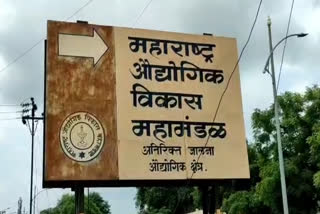 महाराष्ट्र
औद्योगिक
विकास
महामंडळ
अतिरिक्त जालना
औद्योगिक क्षेत्र.